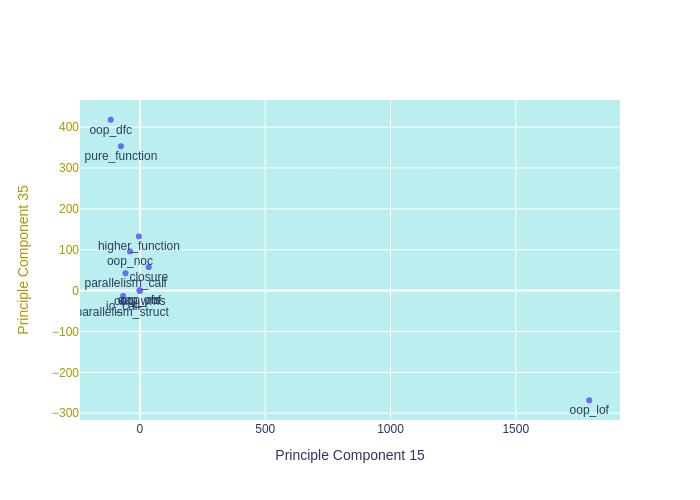 400
oop_dfc
pure_function
300
200
higher_function
100
oop_noc
closure
parallelism_call
0
parallelism_struct
−100
−200
−300
oop_lof
0
500
1000
1500
Principle Component 15
Principle Component 35